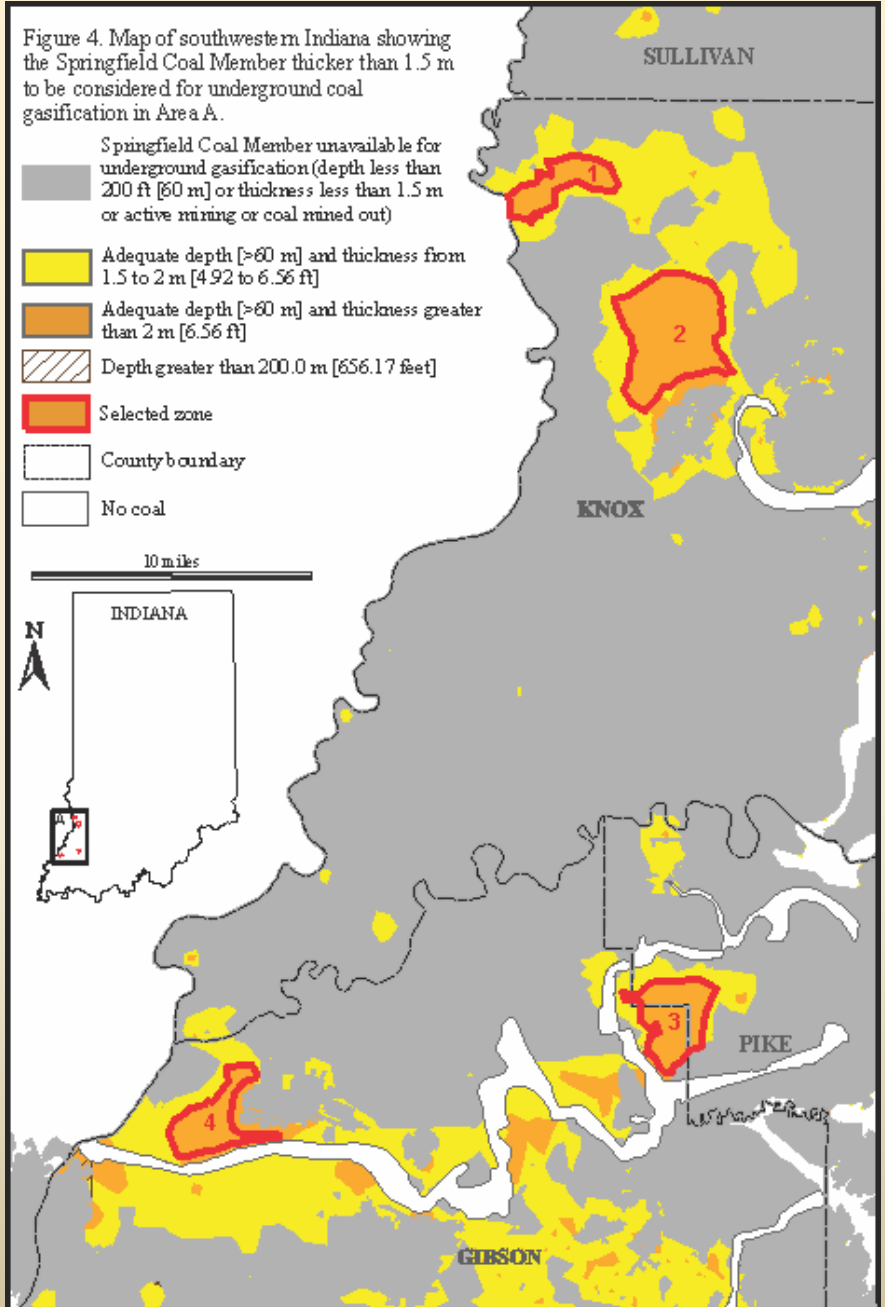 Figure 4. Map of southwestern Indiana showing
the Springfield Coal Member thicker than 1.5 m
to be considered for underground coal
gasification in Area A.
Springfield Coal Member unavailable for
underground gasification (depth less than
200 ft [60 m] or thickness less than 1.5 m
or active mining or coal mined out)
Adequate depth [>60 m] and thickness from
1.5 to 2 m [4.92 to 6.56 ft]
Adequate depth [>60 m] and thickness greater
than 2 m [6.56 ft]
Depth greater than 200.0 m [656.17 feet]
Selected zone
County boundary
No coal
10 miles
INDIANA
N
A
SULLIVAN
1
2
KNOX
3
PIKE
4
GIBSON